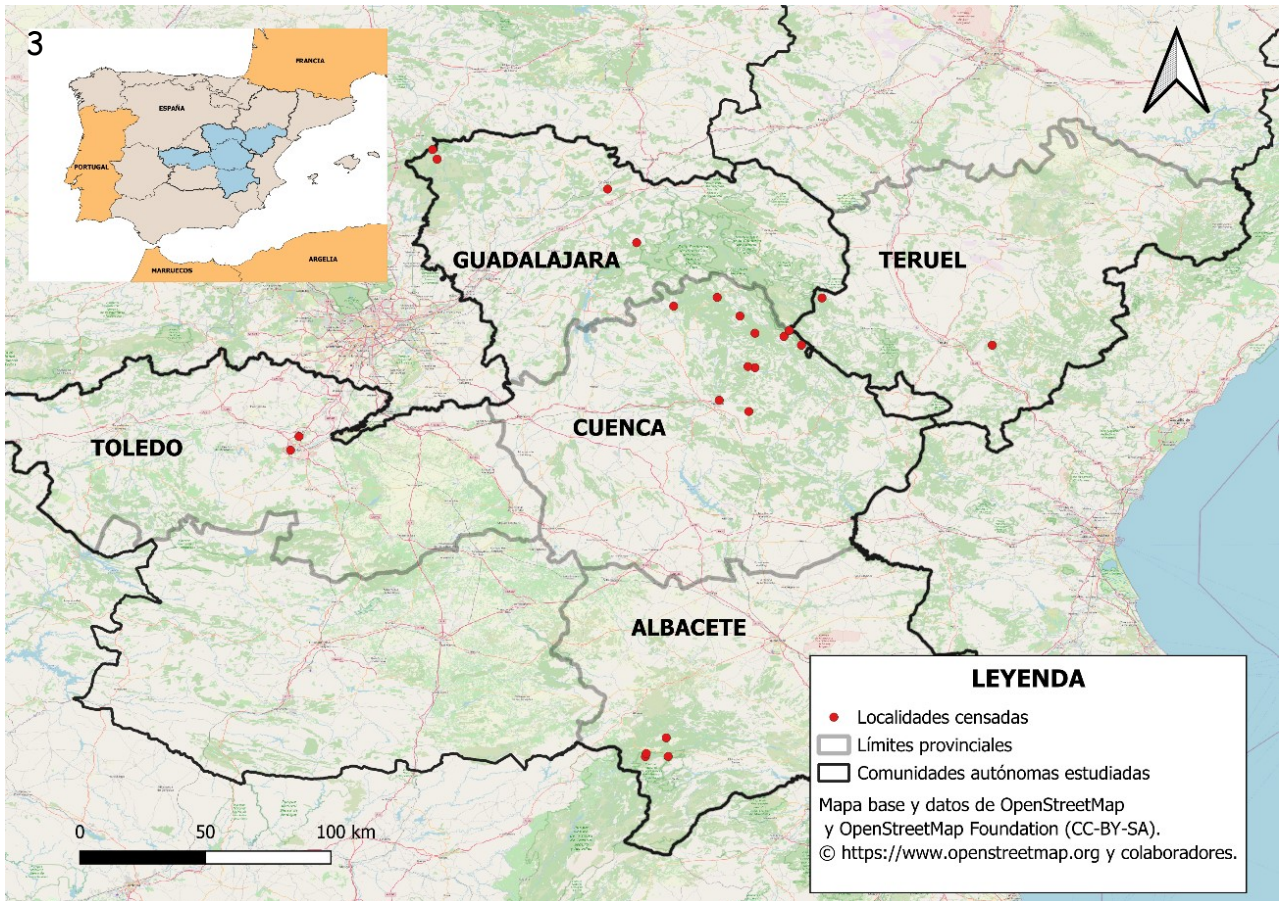 3
FRANCIA
ESPAÑA
PORTUGAL
MARRUECOS
ARGELIA
GUADALAJARA
TERUEL
CUENCA
TOLEDO
ALBACETE
LEYENDA
Localidades censadas
Límites provinciales
Comunidades autónomas estudiadas
Mapa base y datos de OpenStreetMap
y OpenStreetMap Foundation (CC-BY-SA).
© https://www.openstreetmap.org y colaboradores.
0 50 100 km